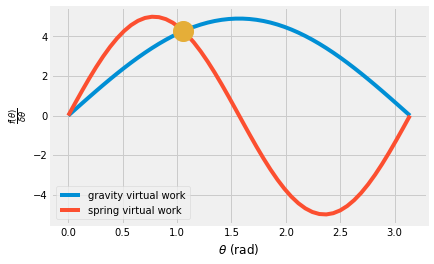 4
2
0
−2
−4
f(θ)
δθ
gravity virtual work
spring virtual work
0.0 0.5 1.0 1.5 2.0 2.5 3.0
θ (rad)